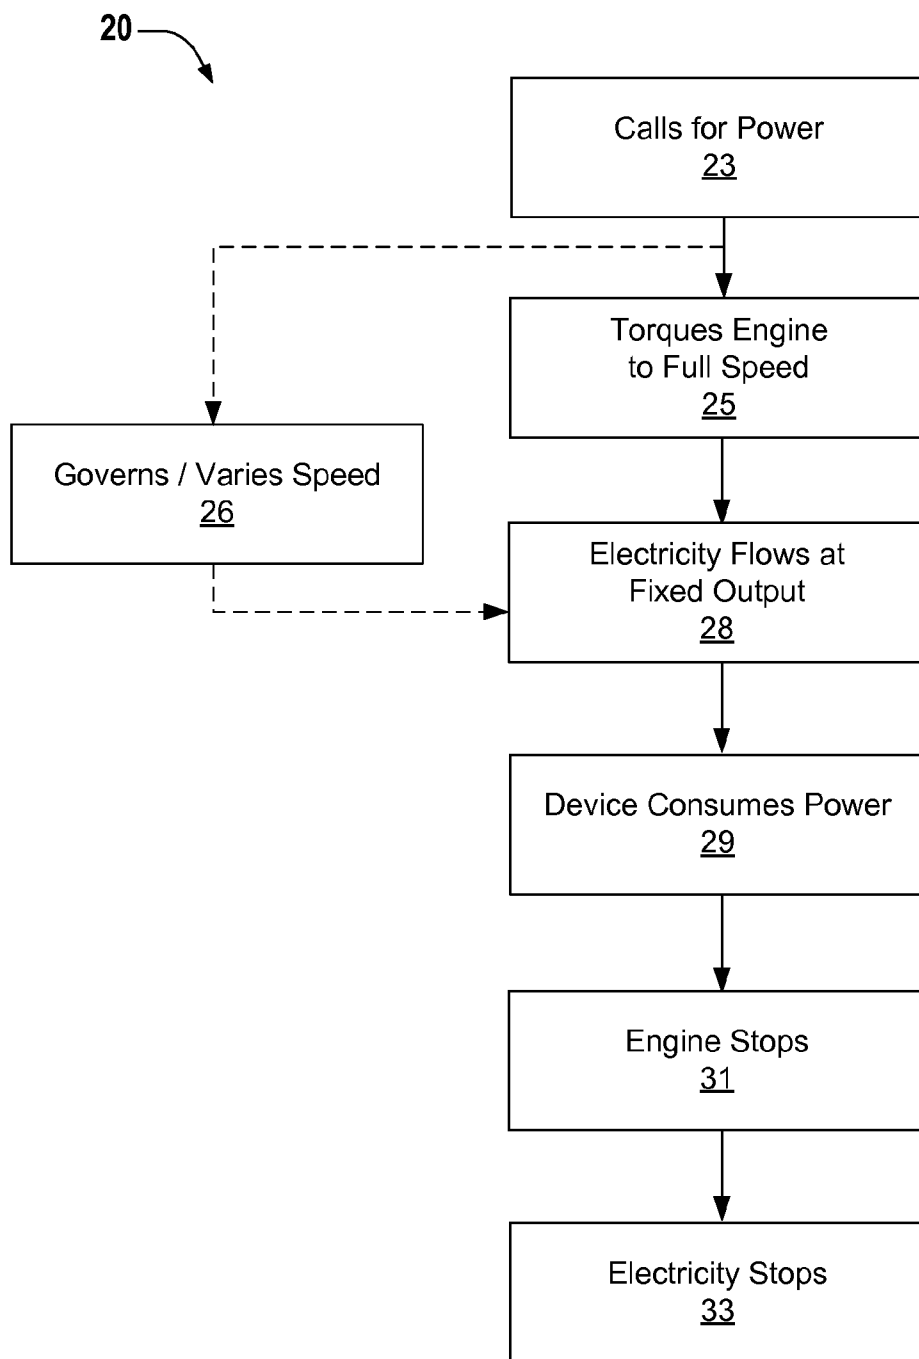 20
Calls for Power
23
Torques Engine
to Full Speed
25
Governs / Varies Speed
26
Electricity Flows at
Fixed Output
28
Device Consumes Power
29
Engine Stops
31
Electricity Stops
33